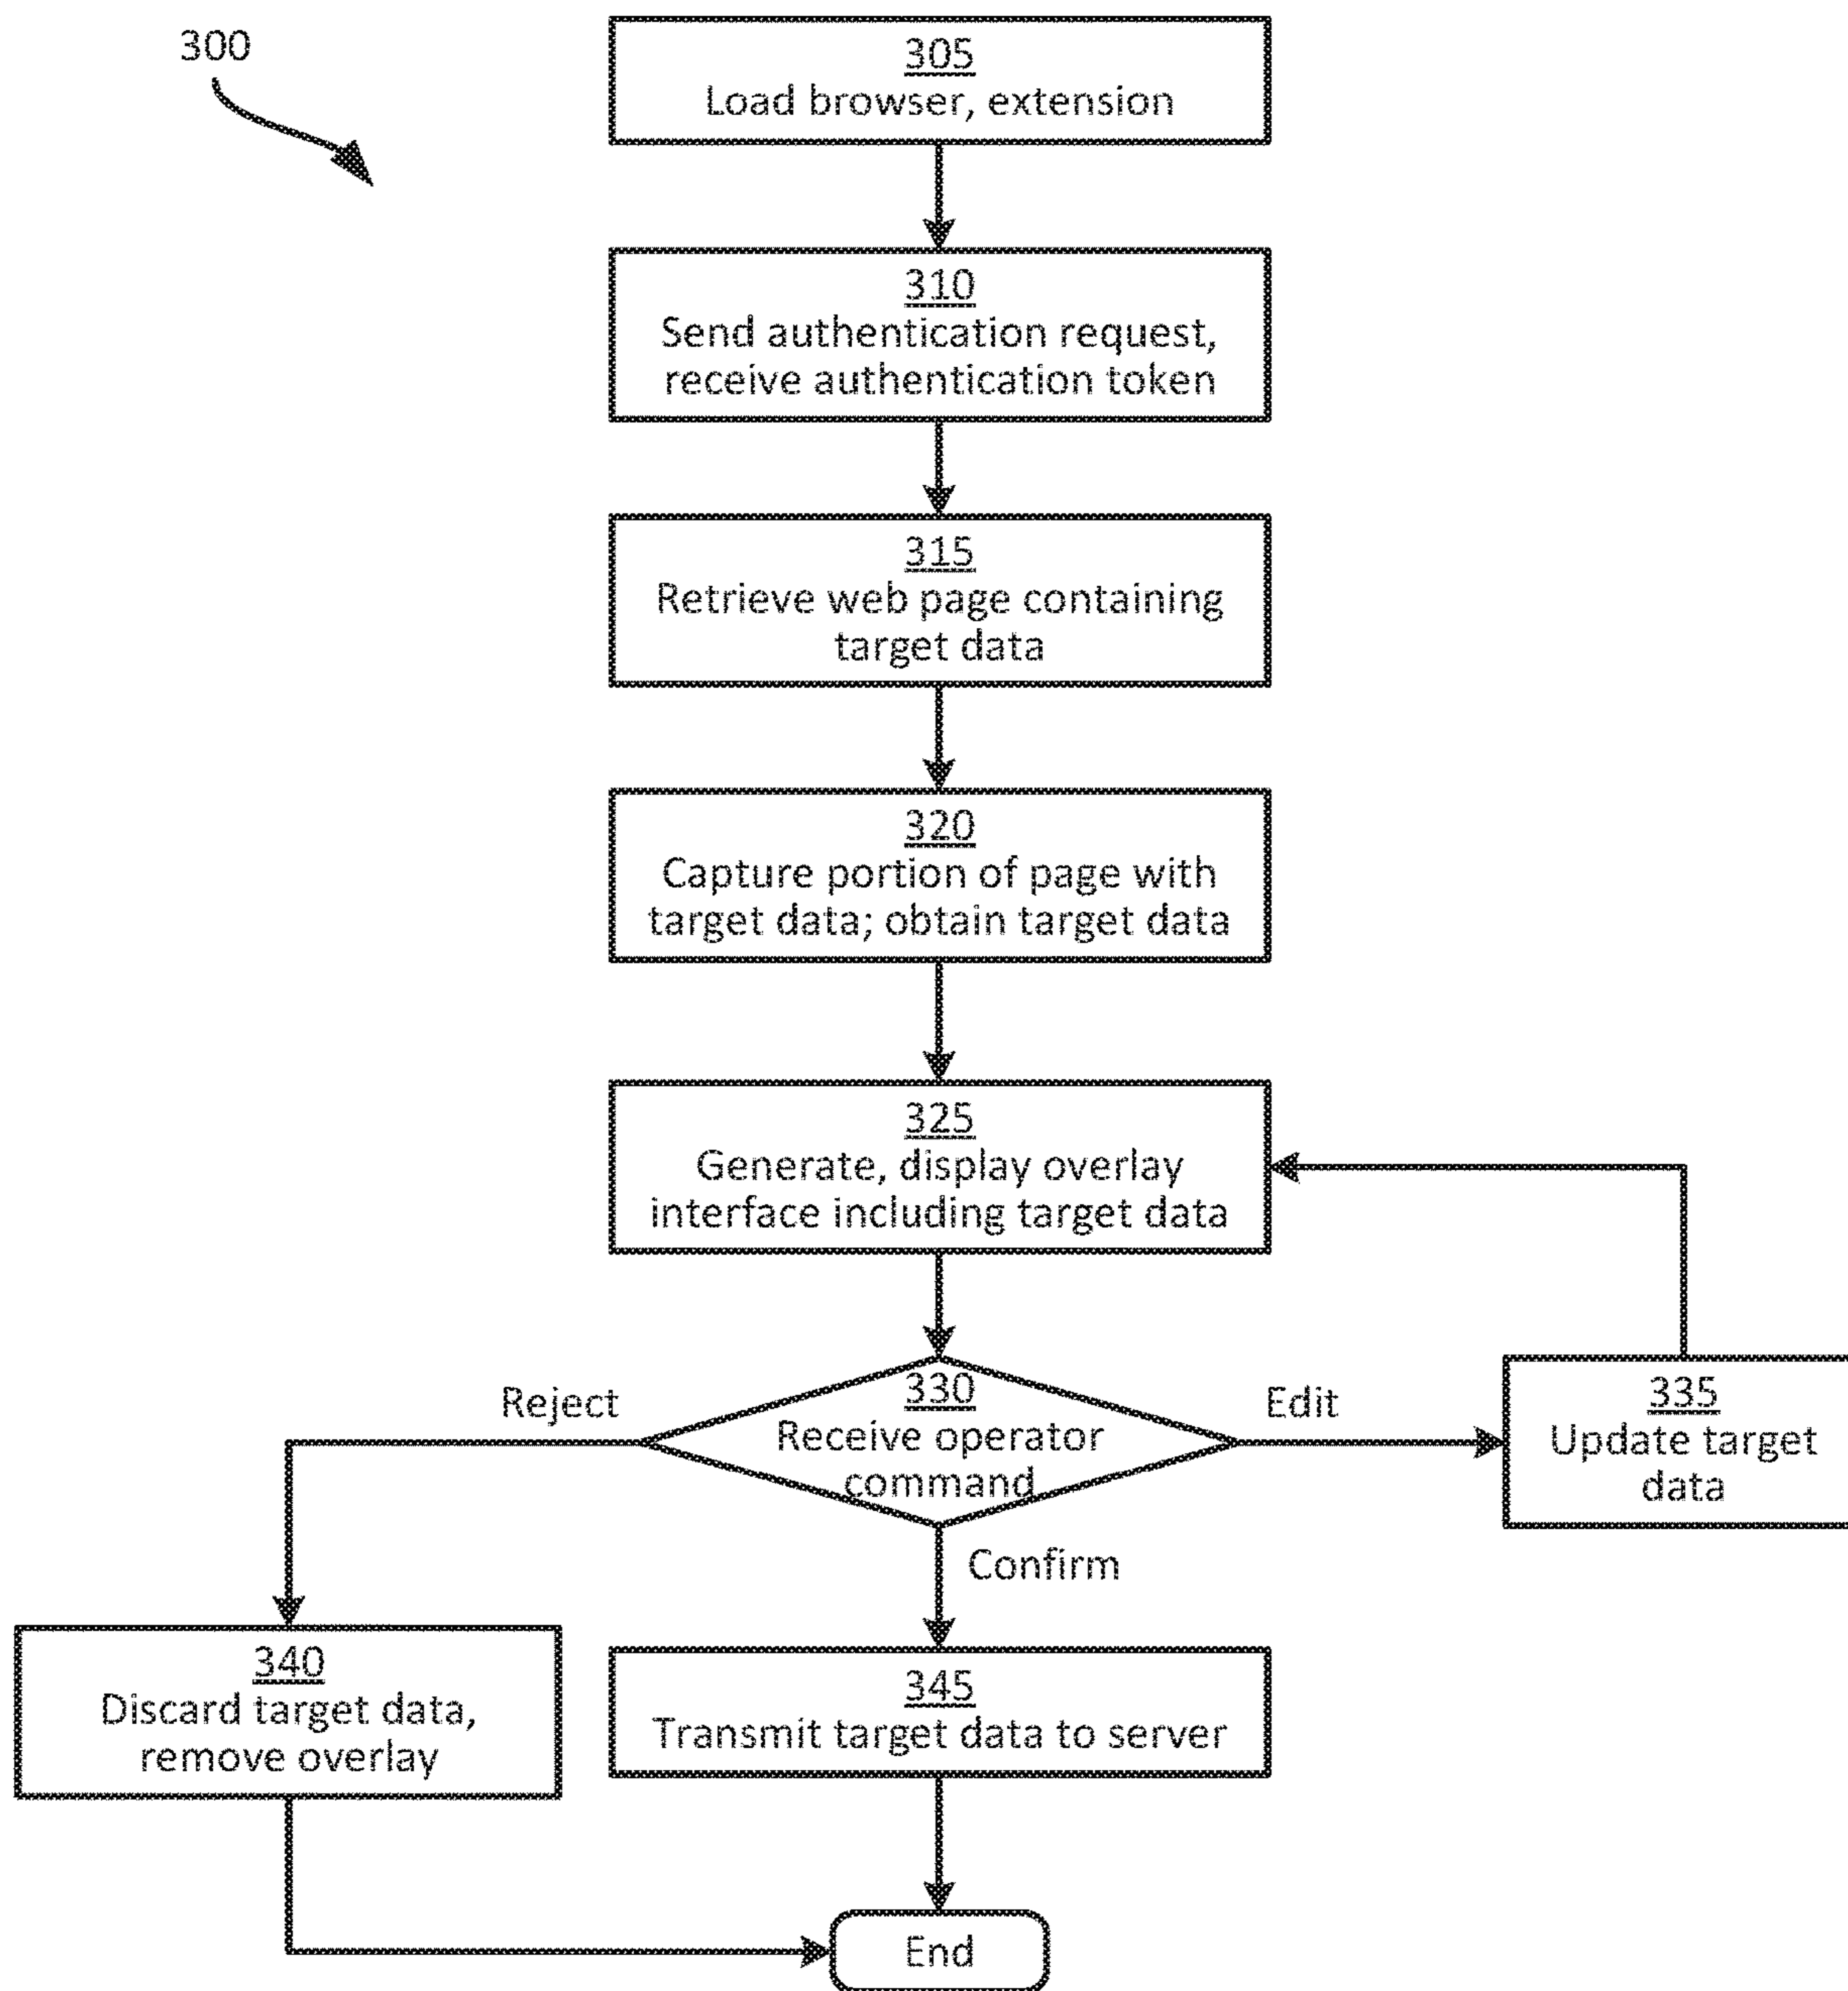 300
305
Load browser, extension
310
Send authentication request,
receive authentication token
315
Retrieve web page containing
target data
320
Capture portion of page with
target data; obtain target data
325
Generate, display overlay
interface including target data
330
Receive operator
command
Reject
Edit
335
Update target
data
Confirm
340
Discard target data,
remove overlay
345
Transmit target data to server
End